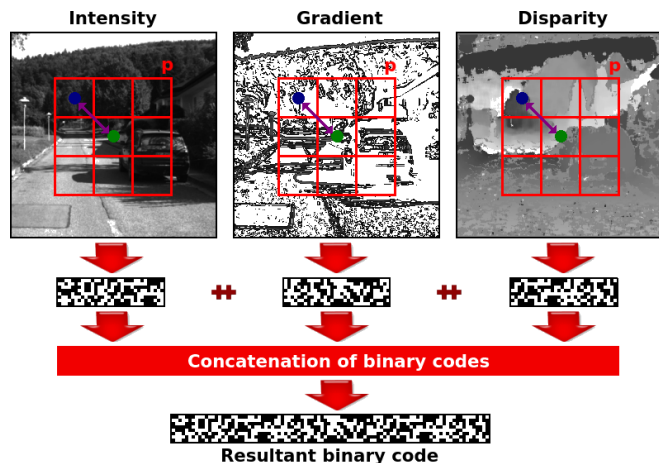 Intensity
Gradient
Disparity
p
p
p
++
++
Concatenation of binary codes
Resultant binary code